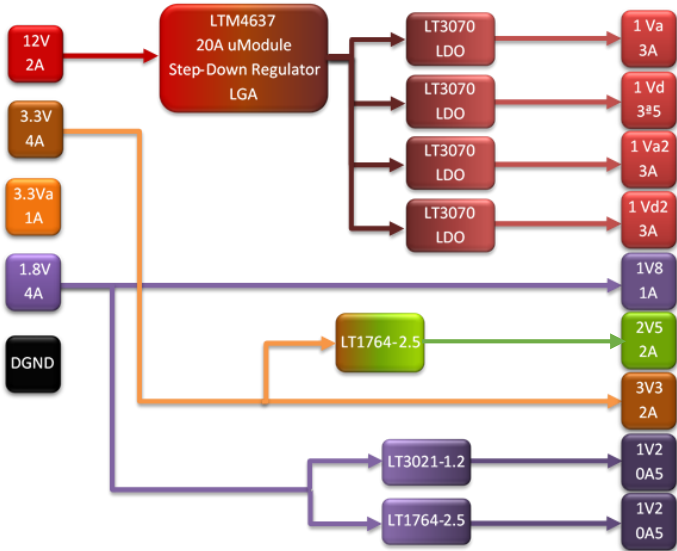 12V
2A
LTM4637
20A uModule
Step-Down Regulator
LGA
LT3070
LDO
1 Va
3A
3.3V
4A
LT3070
LDO
1 Vd
3ª5
LT3070
LDO
1 Va2
3A
3.3Va
1A
LT3070
LDO
1 Vd2
3A
1.8V
4A
1V8
1A
LT1764-2.5
2V5
2A
DGND
3V3
2A
LT3021-1.2
1V2
0A5
LT1764-2.5
1V2
0A5